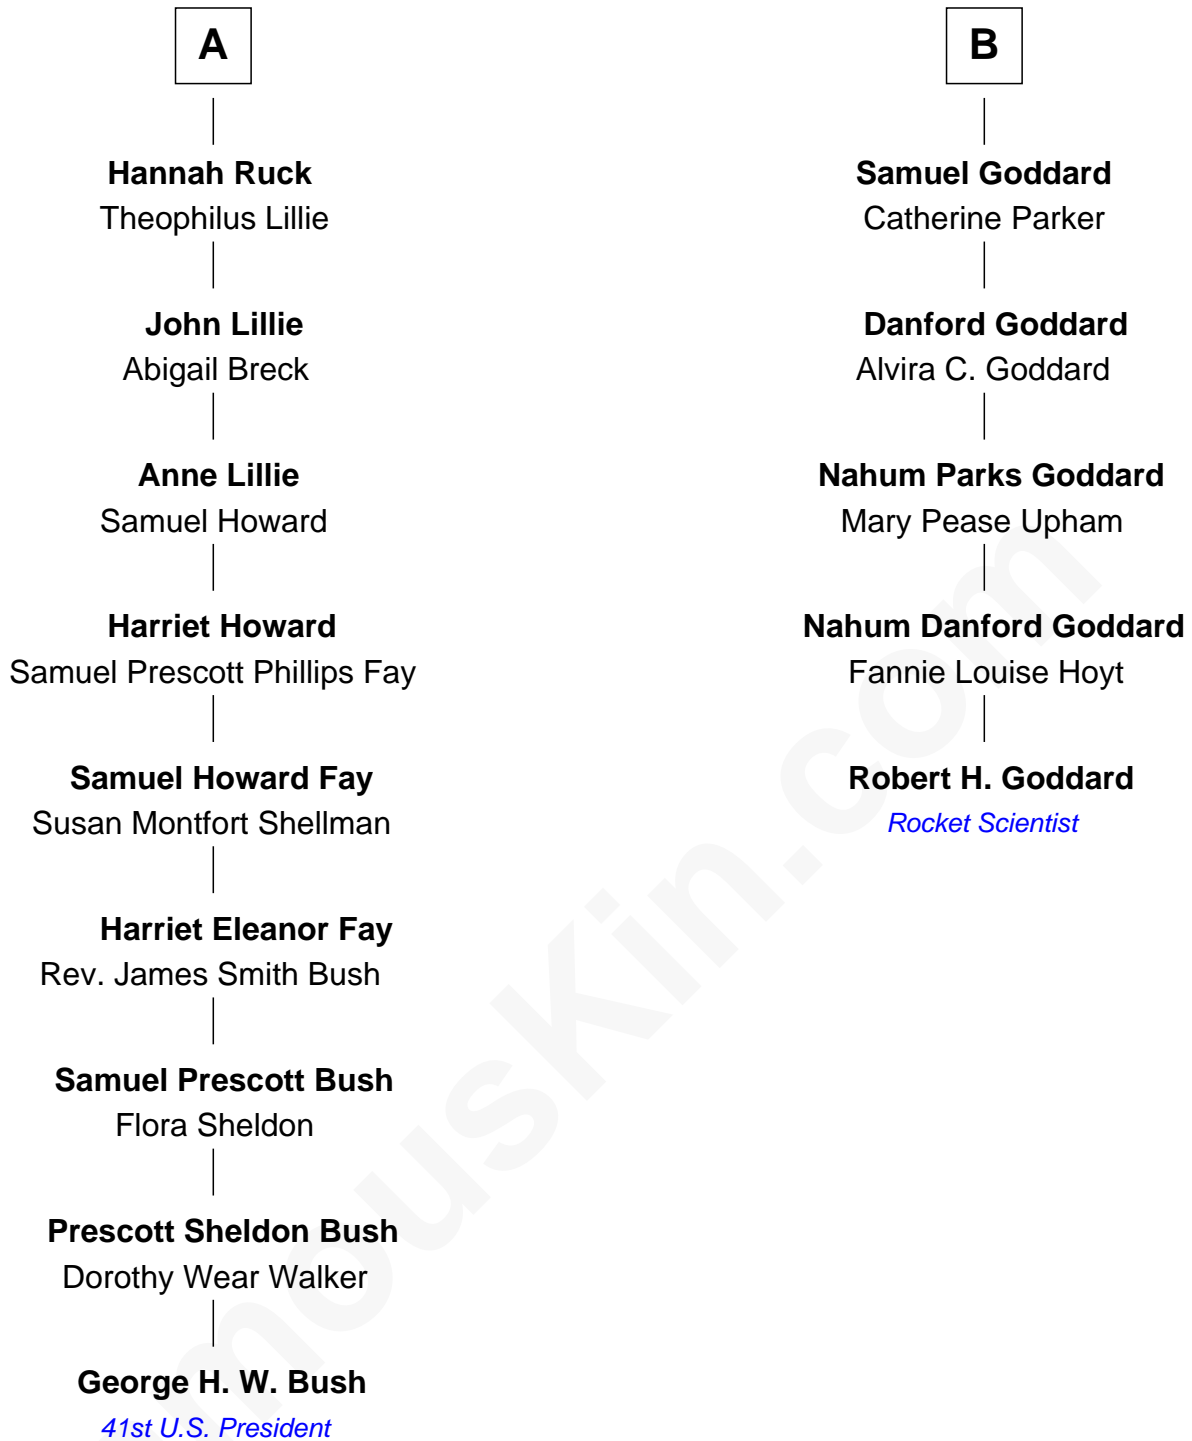 A
Hannah Ruck
Theophilus Lillie
John Lillie
Abigail Breck
Anne Lillie
Samuel Howard
Harriet Howard
Samuel Prescott Phillips Fay
Samuel Howard Fay
Susan Montfort Shellman
Harriet Eleanor Fay
Rev. James Smith Bush
Samuel Prescott Bush
Flora Sheldon
Prescott Sheldon Bush
Dorothy Wear Walker
George H. W. Bush
41st U.S. President
B
Samuel Goddard
Catherine Parker
Danford Goddard
Alvira C. Goddard
Nahum Parks Goddard
Mary Pease Upham
Nahum Danford Goddard
Fannie Louise Hoyt
Robert H. Goddard
Rocket Scientist
mouskin.com